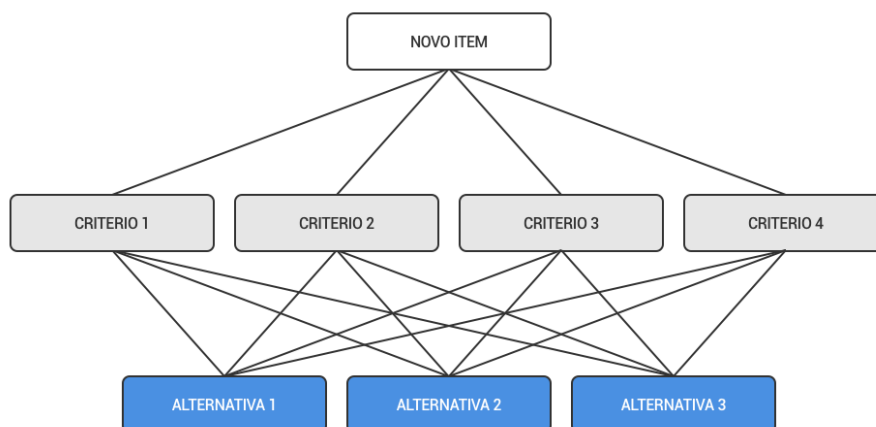 NOVO ITEM
CRITERIO 1
CRITERIO 2
CRITERIO 3
CRITERIO 4
ALTERNATIVA 1
ALTERNATIVA 2
ALTERNATIVA 3